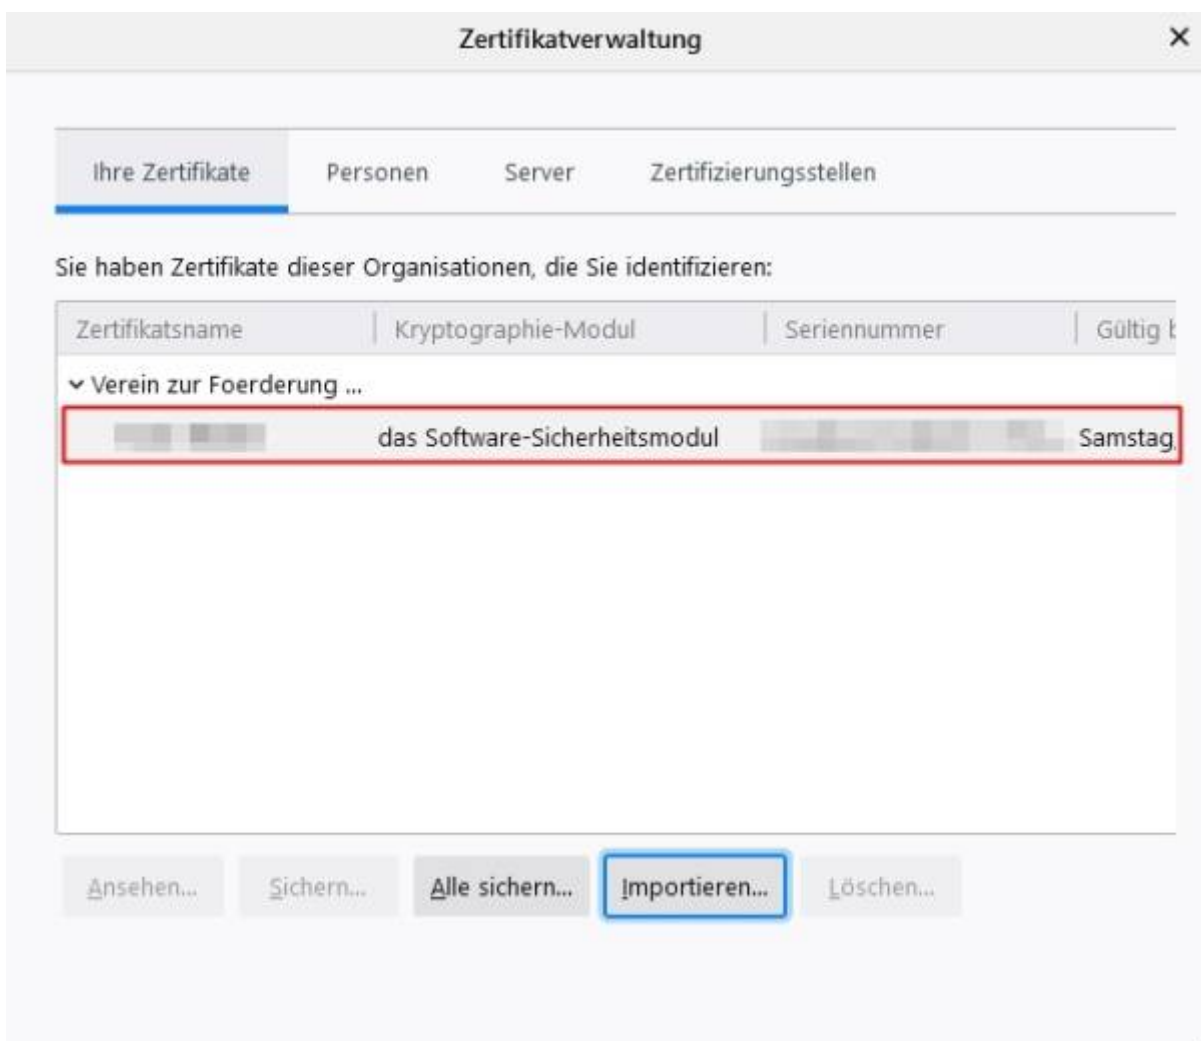 Zertifikatverwaltung
Ihre Zertifikate Personen Server Zertifizierungsstellen
Sie haben Zertifikate dieser Organisationen, die Sie identifizieren:
Zertifikatsname Kryptographie-Modul Seriennummer Gültig
Verein zur Foerderung ...
das Software-Sicherheitsmodul Samstag,
Ansehen... Sichern... Alle sichern... Importieren... Löschen...